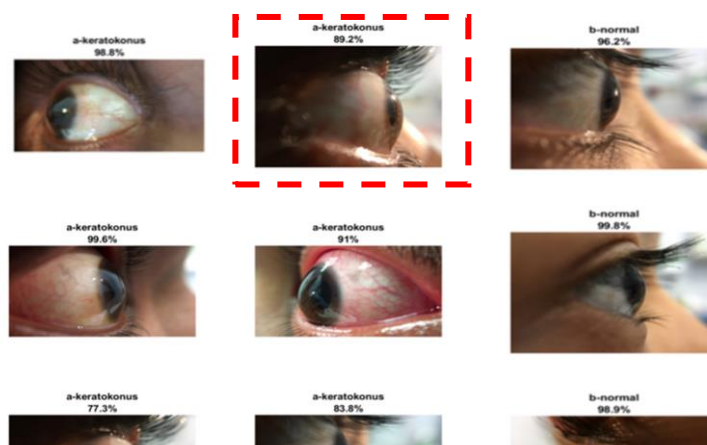 a-keratokonus
98.8%
a-keratokonus
89.2%
b-normal
96.2%
a-keratokonus
99.6%
a-keratokonus
91%
b-normal
99.8%
a-keratokonus
77.3%
a-keratokonus
83.8%
b-normal
98.9%